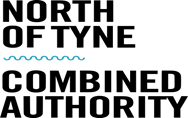 NORTH
OF TYNE
COMBINED
AUTHORITY